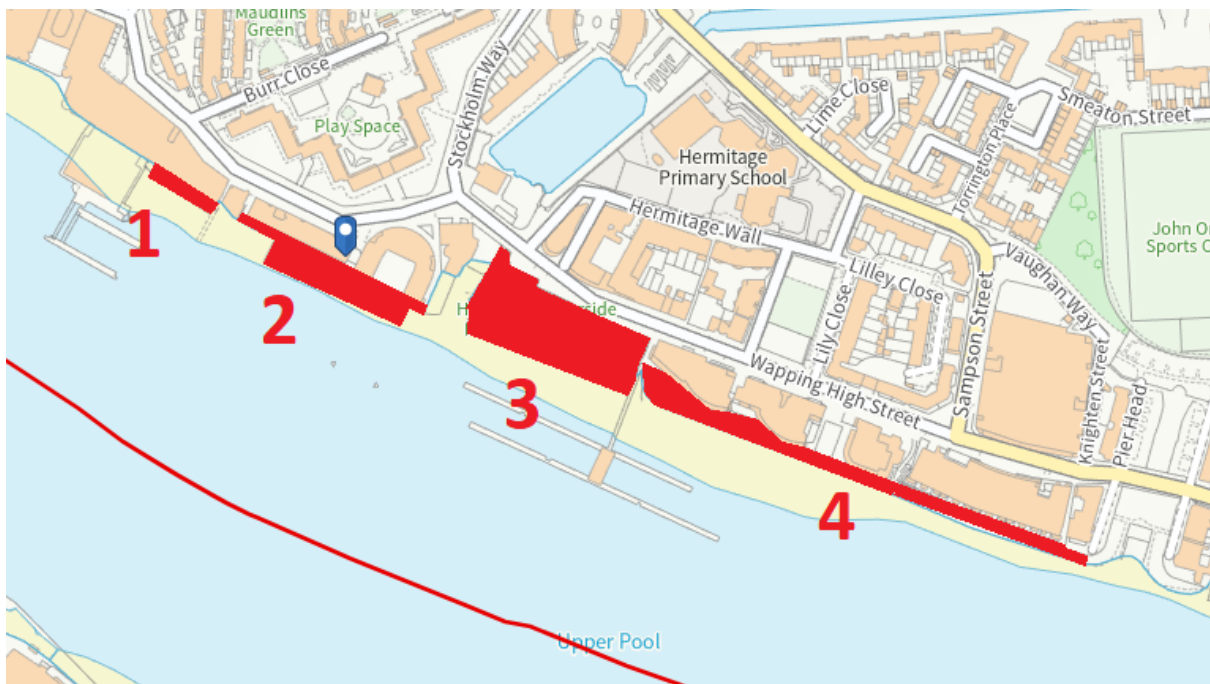 Maudlins
Green
Burr Close
Play Space
Stockholm Way
Hermitage
Primary School
Lime Close
Torrington Place
Smeaton Street
Hermitage Wall
John Or
Sports C
Vaughan Way
Lilley Close
Lily Close
Sampson Street
Knighten Street
Pier Head
Wapping High Street
1
2
3
4
Upper Pool